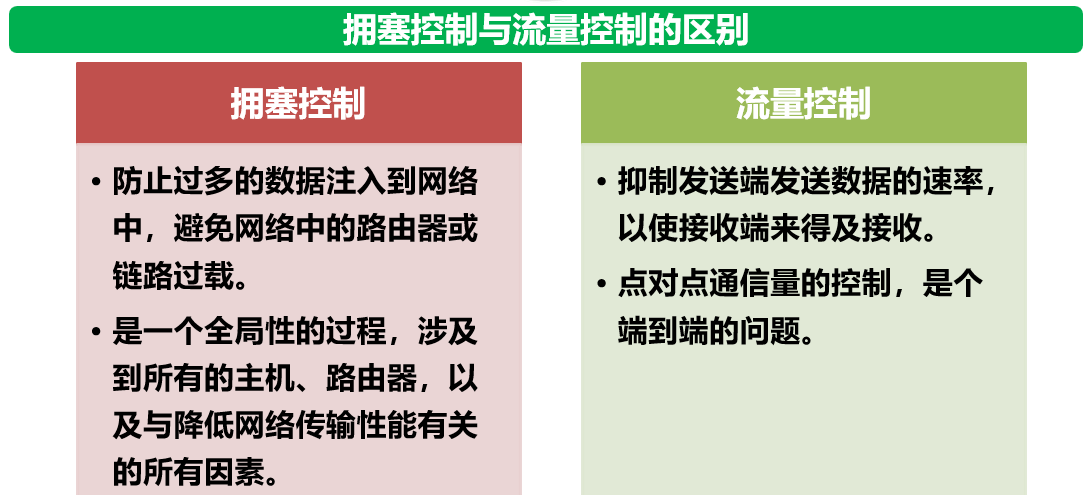 拥塞控制与流量控制的区别
拥塞控制
• 防止过多的数据注入到网络
中，避免网络中的路由器或
链路过载。
• 是一个全局性的过程，涉及
到所有的主机、路由器，以
及与降低网络传输性能有关
的所有因素。
流量控制
• 抑制发送端发送数据的速率，
以使接收端来得及接收。
• 点对点通信量的控制，是个
端到端的问题。